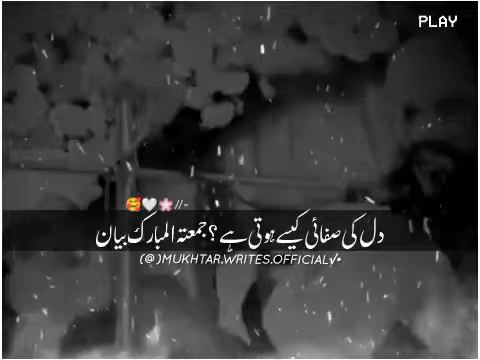 PLAY
🥰🤍🌸//~
دل کی صفائی کیسے ہوتی ہے ؟ جمعتہ المبارک بیان
(@)MUKHTAR.WRITES.OFFICIAL√•